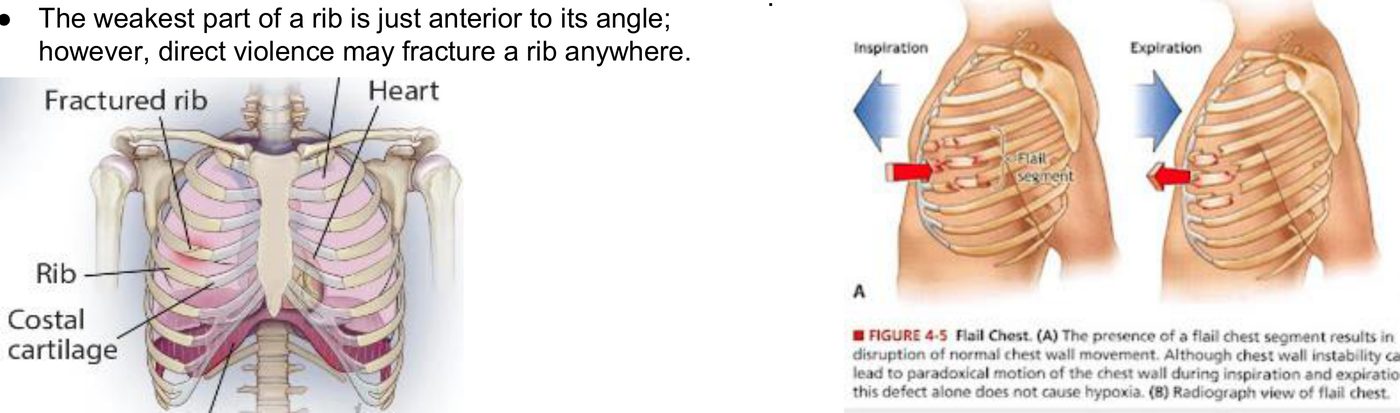 ● The weakest part of a rib is just anterior to its angle;
however, direct violence may fracture a rib anywhere.
Fractured rib
Heart
Rib
Costal
cartilage
.
Inspiration
Expiration
Flail
segment
A
■ FIGURE 4-5 Flail Chest. (A) The presence of a flail chest segment results in
disruption of normal chest wall movement. Although chest wall instability ca
lead to paradoxical motion of the chest wall during inspiration and expiratio
this defect alone does not cause hypoxia. (B) Radiograph view of flail chest.